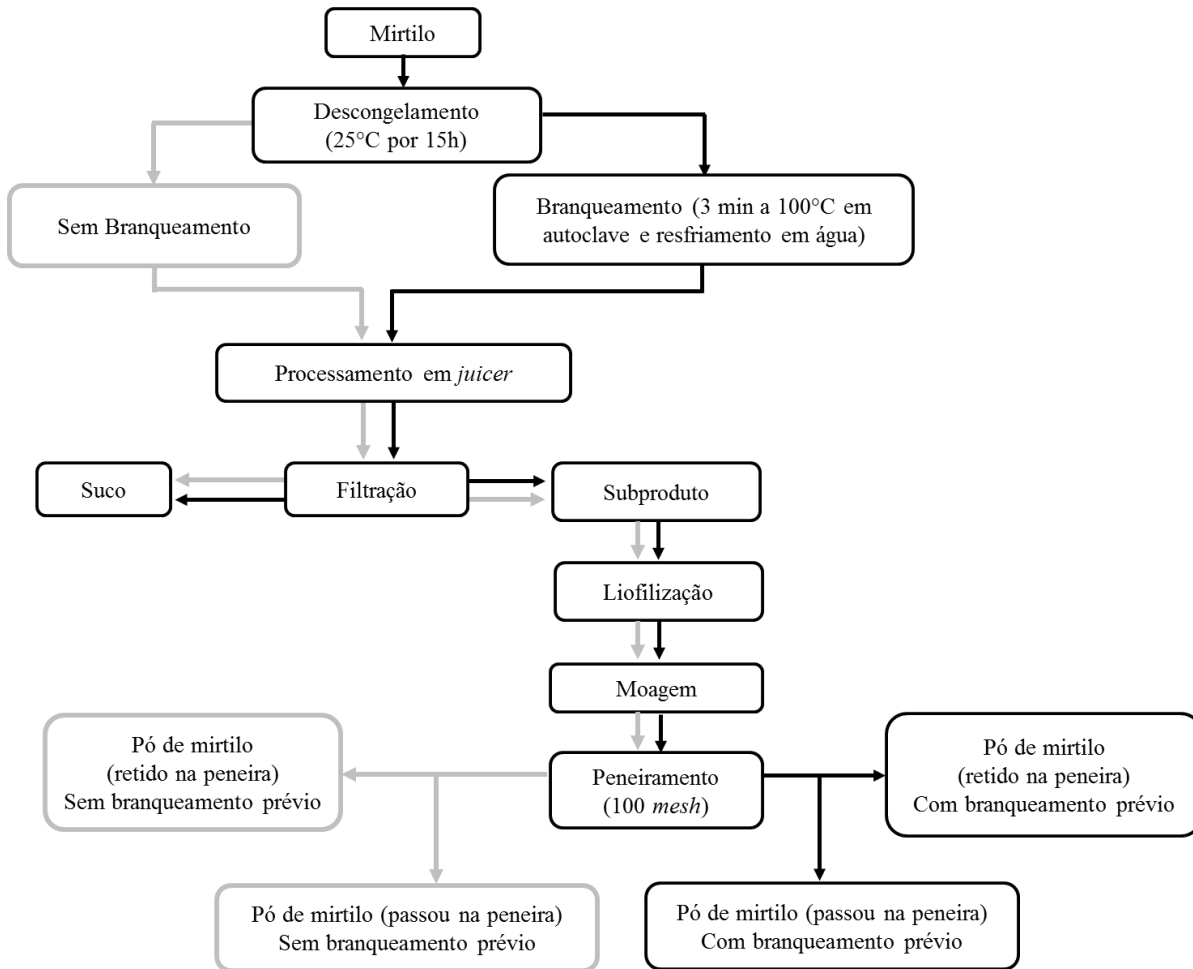 Mirtilo
Descongelamento
(25°C por 15h)
Sem Branqueamento
Branqueamento (3 min a 100°C em
autoclave e resfriamento em água)
Processamento em juicer
Suco
Filtração
Subproduto
Liofilização
Moagem
Pó de mirtilo
(retido na peneira)
Sem branqueamento prévio
Peneiramento
(100 mesh)
Pó de mirtilo
(retido na peneira)
Com branqueamento prévio
Pó de mirtilo (passou na peneira)
Sem branqueamento prévio
Pó de mirtilo (passou na peneira)
Com branqueamento prévio